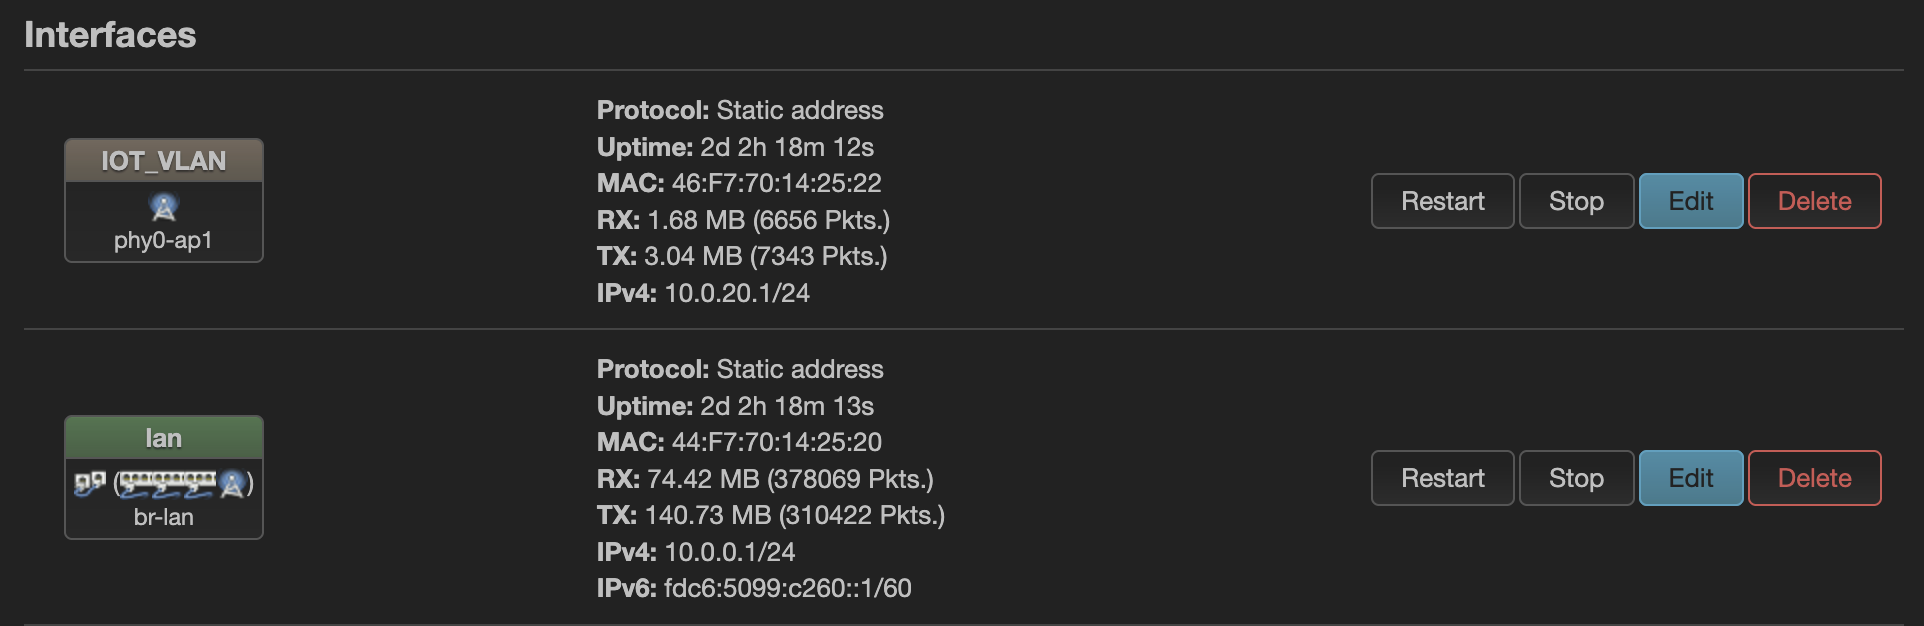 Interfaces
IOT_VLAN
phy0-ap1
Protocol: Static address
Uptime: 2d 2h 18m 12s
MAC: 46:F7:70:14:25:22
RX: 1.68 MB (6656 Pkts.)
TX: 3.04 MB (7343 Pkts.)
IPv4: 10.0.20.1/24
Restart Stop Edit Delete
lan
()
br-lan
Protocol: Static address
Uptime: 2d 2h 18m 13s
MAC: 44:F7:70:14:25:20
RX: 74.42 MB (378069 Pkts.)
TX: 140.73 MB (310422 Pkts.)
IPv4: 10.0.0.1/24
IPv6: fdc6:5099:c260::1/60
Restart Stop Edit Delete